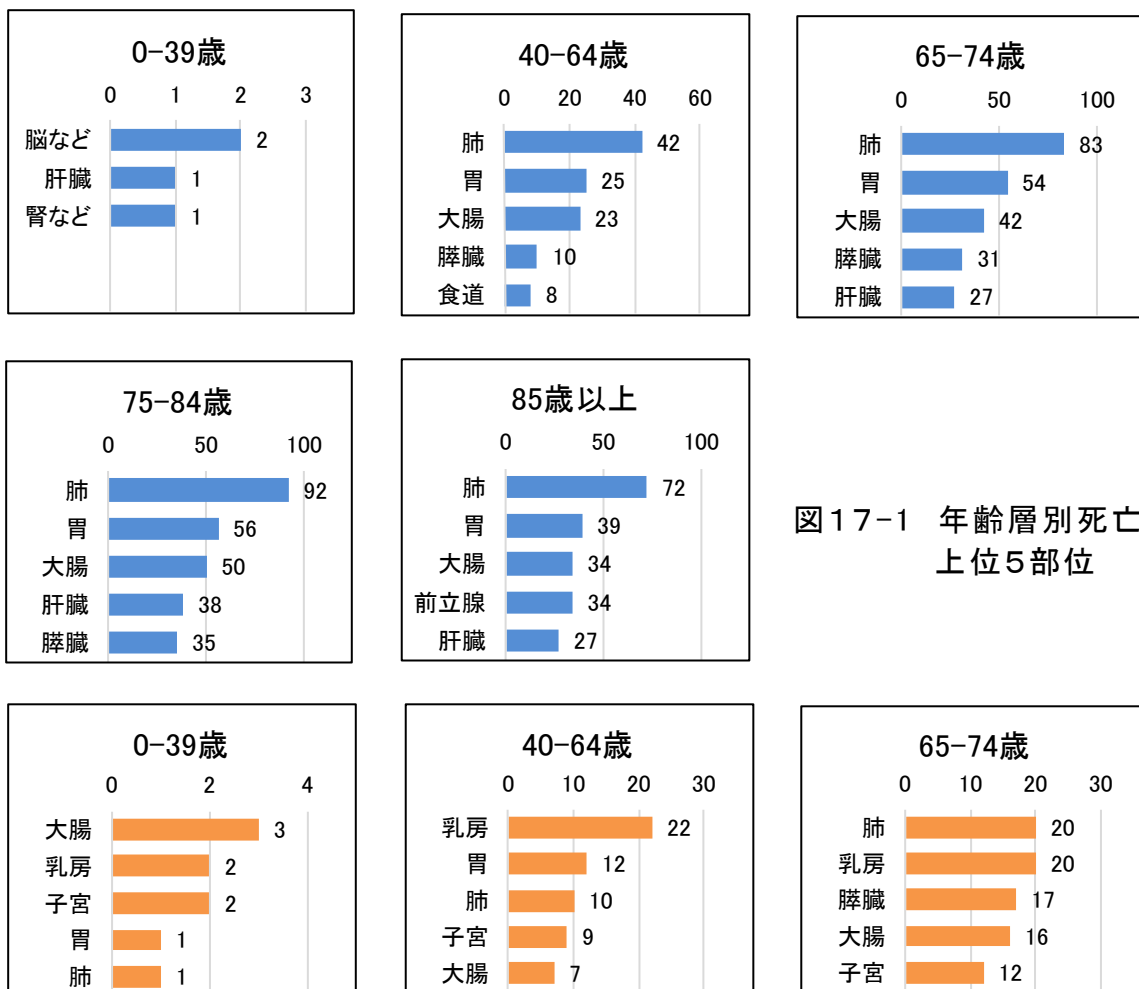 0-39歳
0 1 2 3
脳など 2
肝臓 1
腎など 1
40-64歳
0 20 40 60
肺 42
胃 25
大腸 23
膵臓 10
食道 8
65-74歳
0 50 100
肺 83
胃 54
大腸 42
膵臓 31
肝臓 27
75-84歳
0 50 100
肺 92
胃 56
大腸 50
肝臓 38
膵臓 35
85歳以上
0 50 100
肺 72
胃 39
大腸 34
前立腺 34
肝臓 27
図17-1 年齢層別死亡
上位5部位
0-39歳
0 2 4
大腸 3
乳房 2
子宮 2
胃 1
肺 1
40-64歳
0 10 20 30
乳房 22
胃 12
肺 10
子宮 9
大腸 7
65-74歳
0 10 20 30
肺 20
乳房 20
膵臓 17
大腸 16
子宮 12